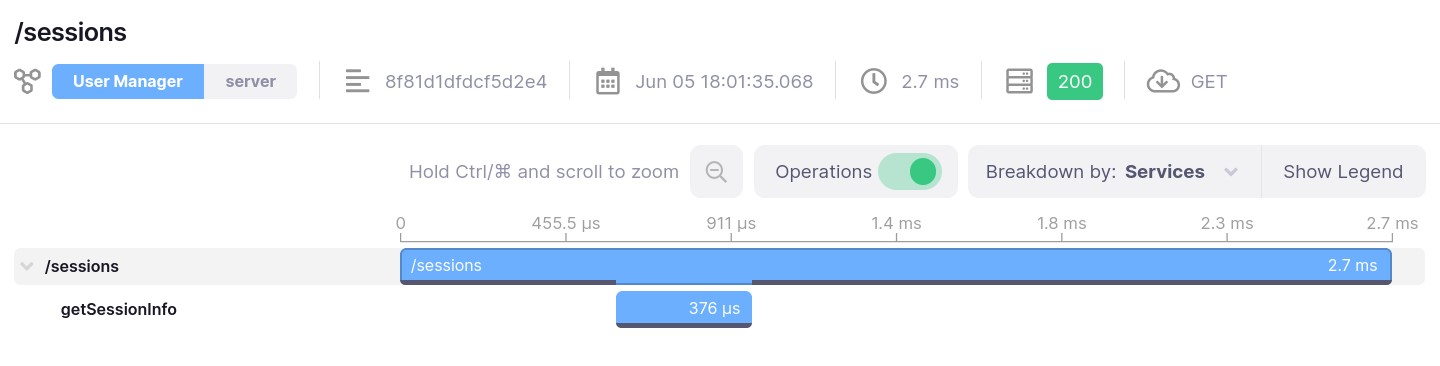 /sessions
User Manager server 8f81d1dfdcf5d2e4 Jun 05 18:01:35.068 2.7 ms 200 GET
Hold Ctrl/⌘ and scroll to zoom Operations Breakdown by: Services Show Legend
0 455.5 µs 911 µs 1.4 ms 1.8 ms 2.3 ms 2.7 ms
/sessions /sessions 2.7 ms
getSessionInfo 376 µs